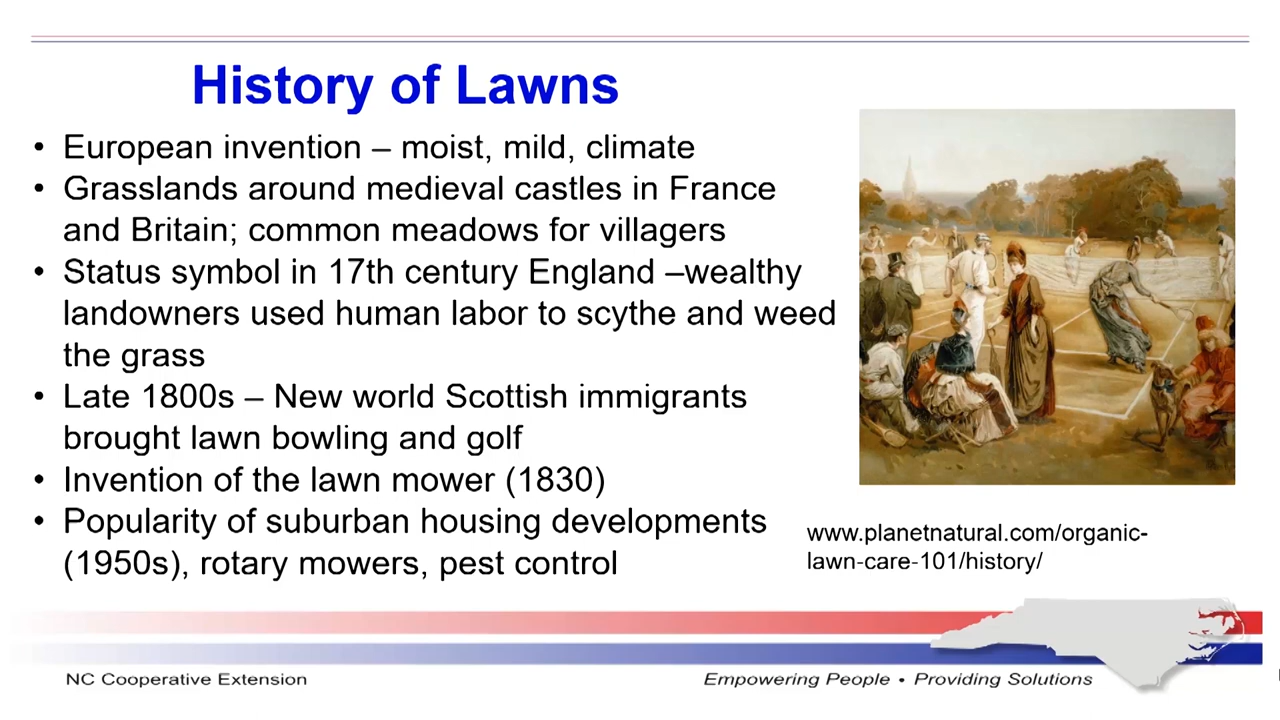 History of Lawns
• European invention – moist, mild, climate
• Grasslands around medieval castles in France
and Britain; common meadows for villagers
• Status symbol in 17th century England –wealthy
landowners used human labor to scythe and weed
the grass
• Late 1800s – New world Scottish immigrants
brought lawn bowling and golf
• Invention of the lawn mower (1830)
• Popularity of suburban housing developments
(1950s), rotary mowers, pest control
www.planetnatural.com/organic-
lawn-care-101/history/
NC Cooperative Extension
Empowering People • Providing Solutions